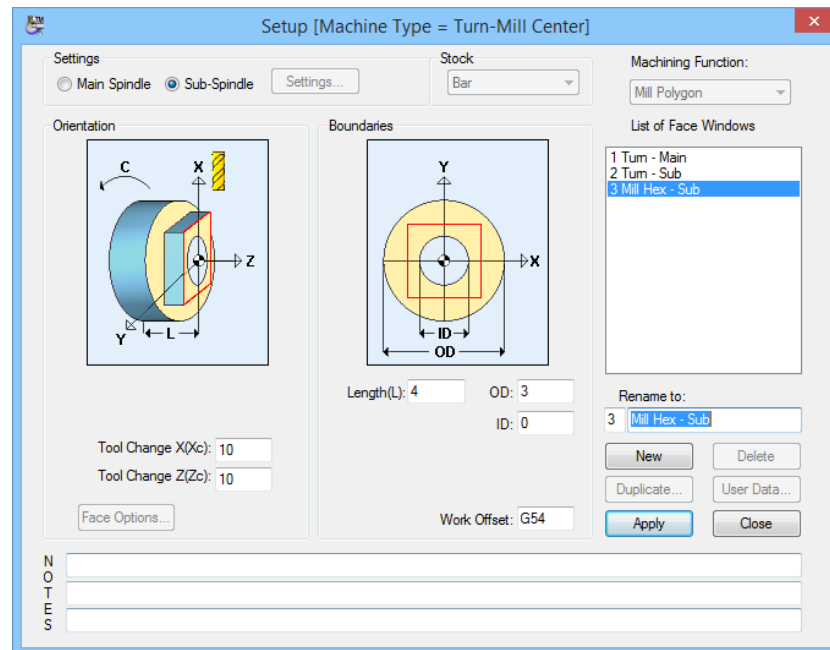 Setup [Machine Type = Turn-Mill Center]
Settings
Main Spindle Sub-Spindle Settings...
Stock
Bar
Machining Function:
Mill Polygon
Orientation
C X Z Y L
Boundaries
Y X ID OD
Length(L): 4 OD: 3
ID: 0
Tool Change X(Xc): 10
Tool Change Z(Zc): 10
Face Options...
Work Offset: G54
List of Face Windows
1 Turn - Main
2 Turn - Sub
3 Mill Hex - Sub
Rename to:
3 Mill Hex - Sub
New Delete
Duplicate... User Data...
Apply Close
NOTES